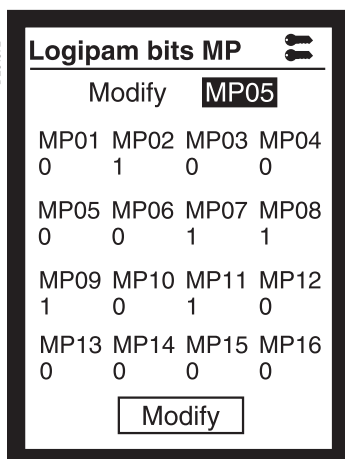 Logipam bits MP
Modify MP05
MP01 MP02 MP03 MP04
0 1 0 0
MP05 MP06 MP07 MP08
0 0 1 1
MP09 MP10 MP11 MP12
1 0 1 0
MP13 MP14 MP15 MP16
0 0 0 0
Modify